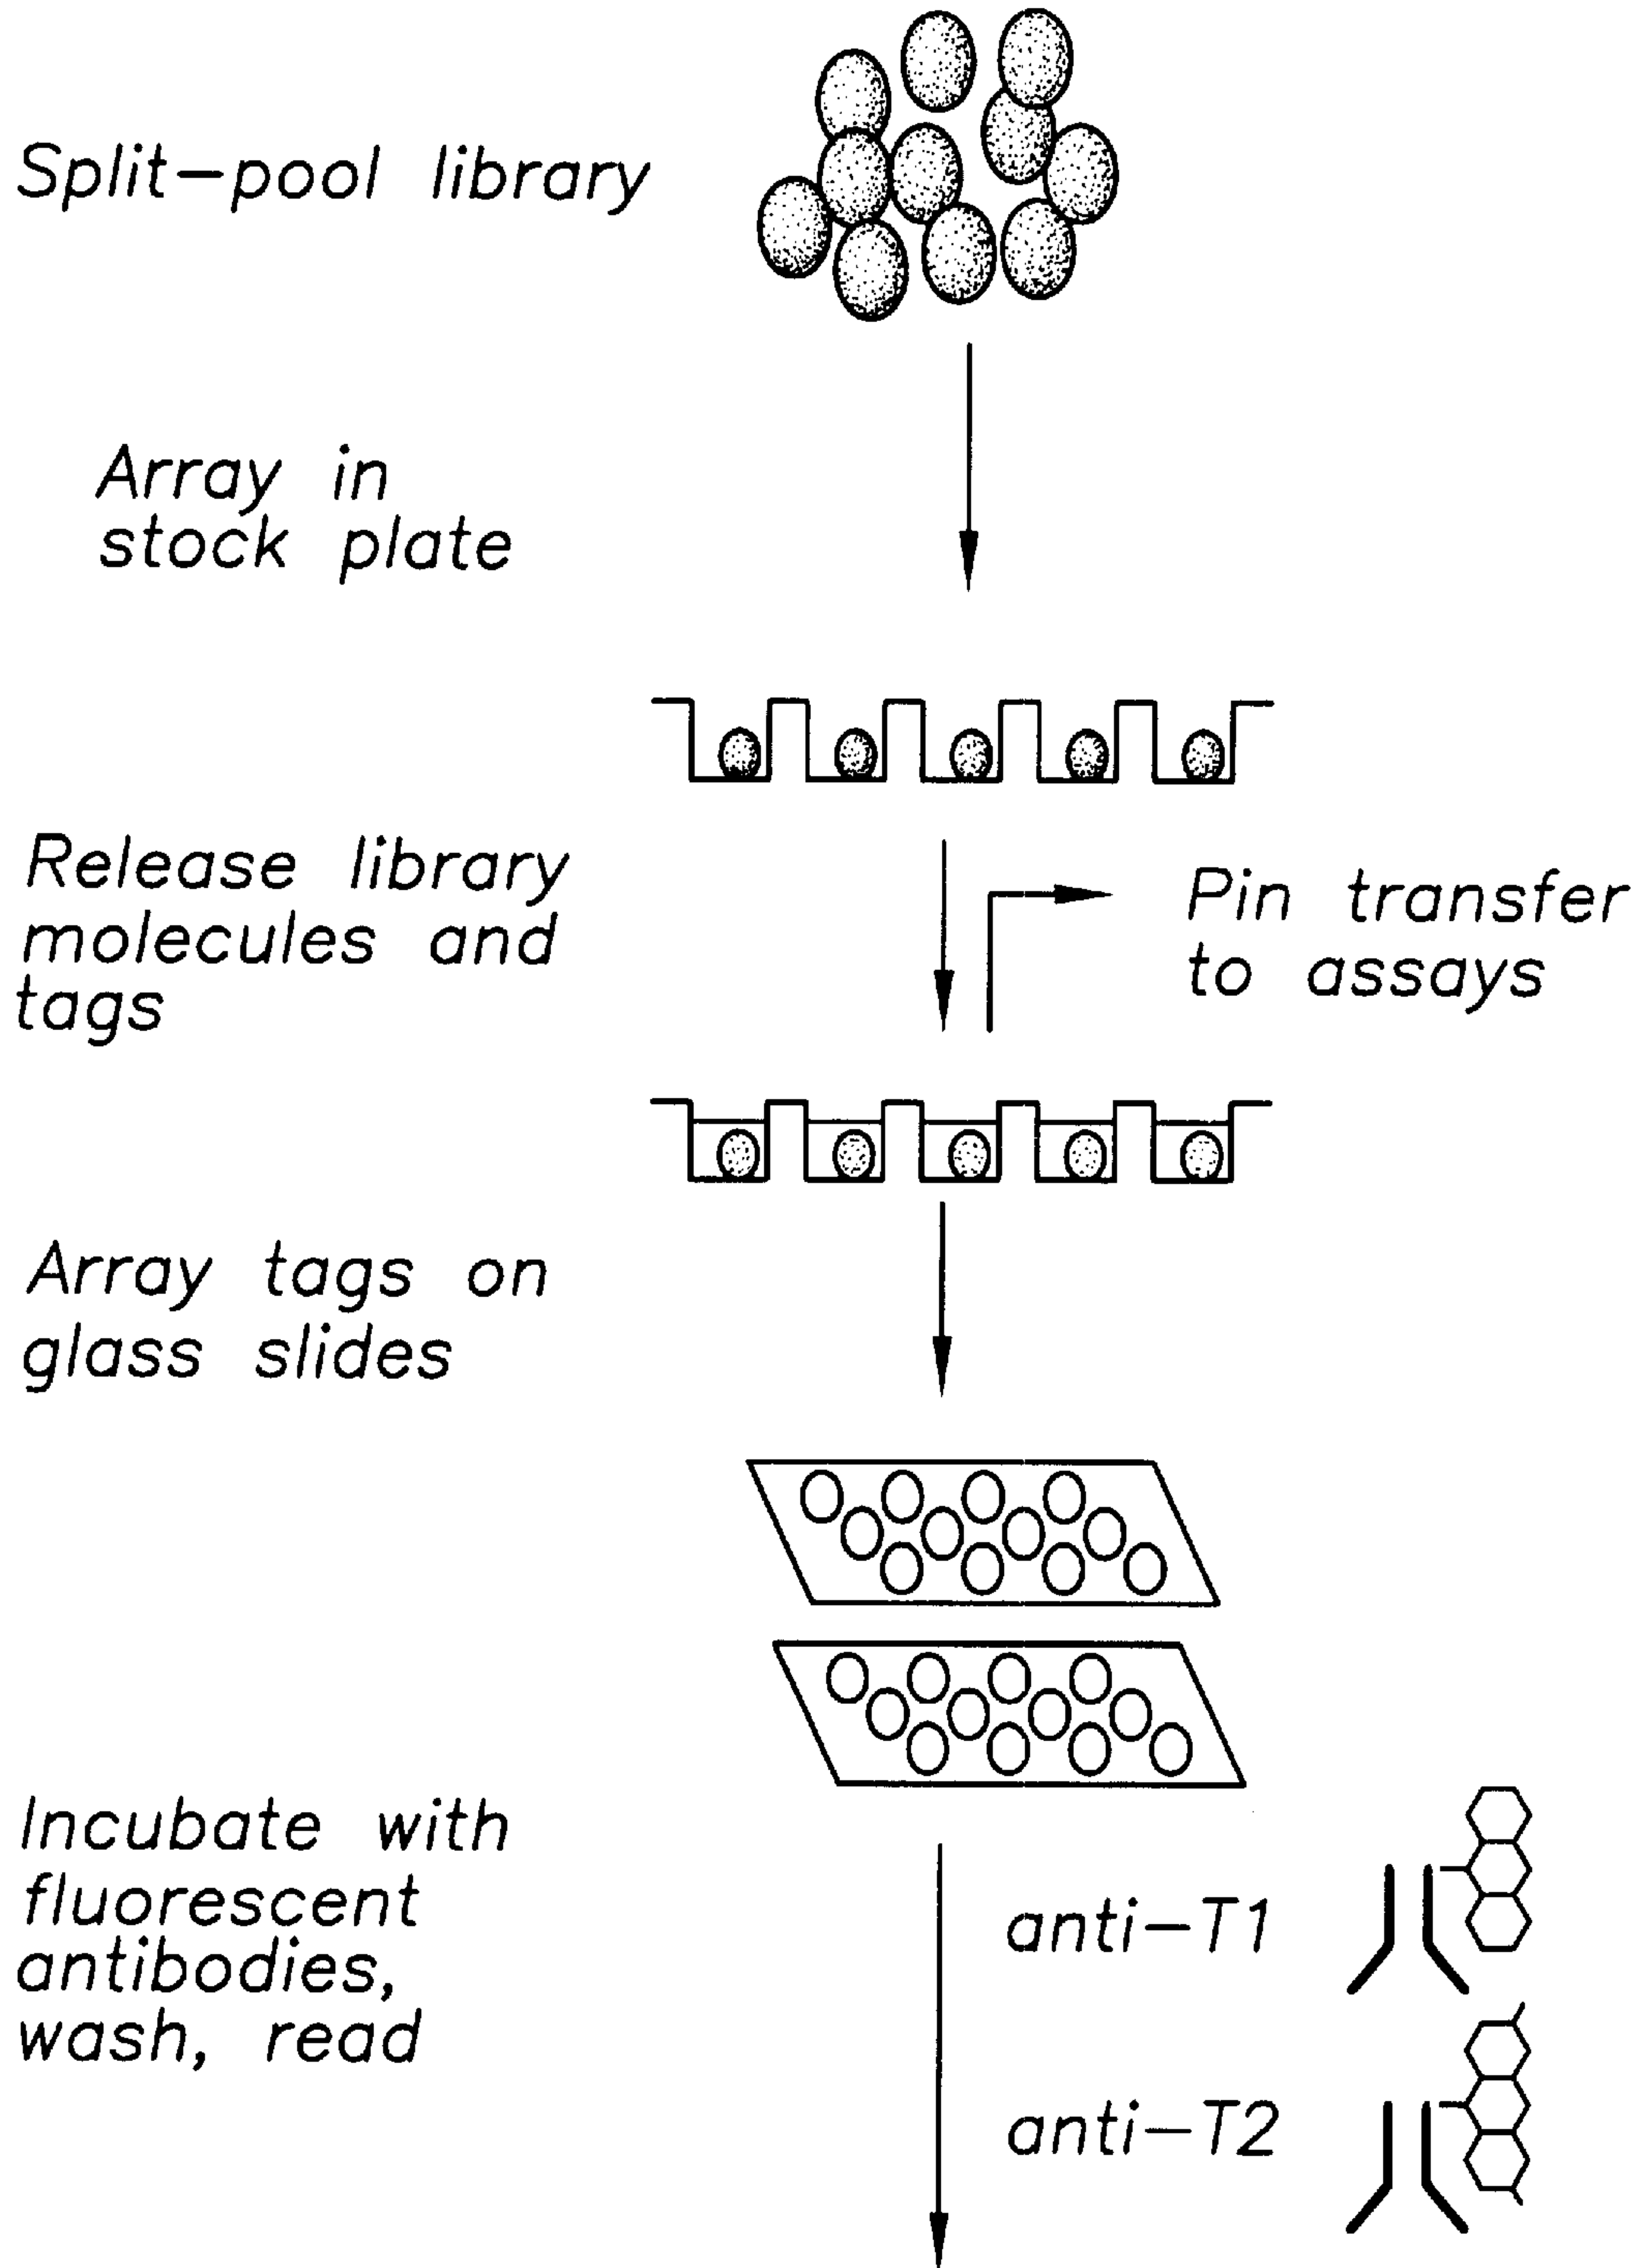 Split-pool library
Array in
stock plate
Release library
molecules and
tags
Pin transfer
to assays
Array tags on
glass slides
Incubate with
fluorescent
antibodies,
wash, read
anti-T1
anti-T2